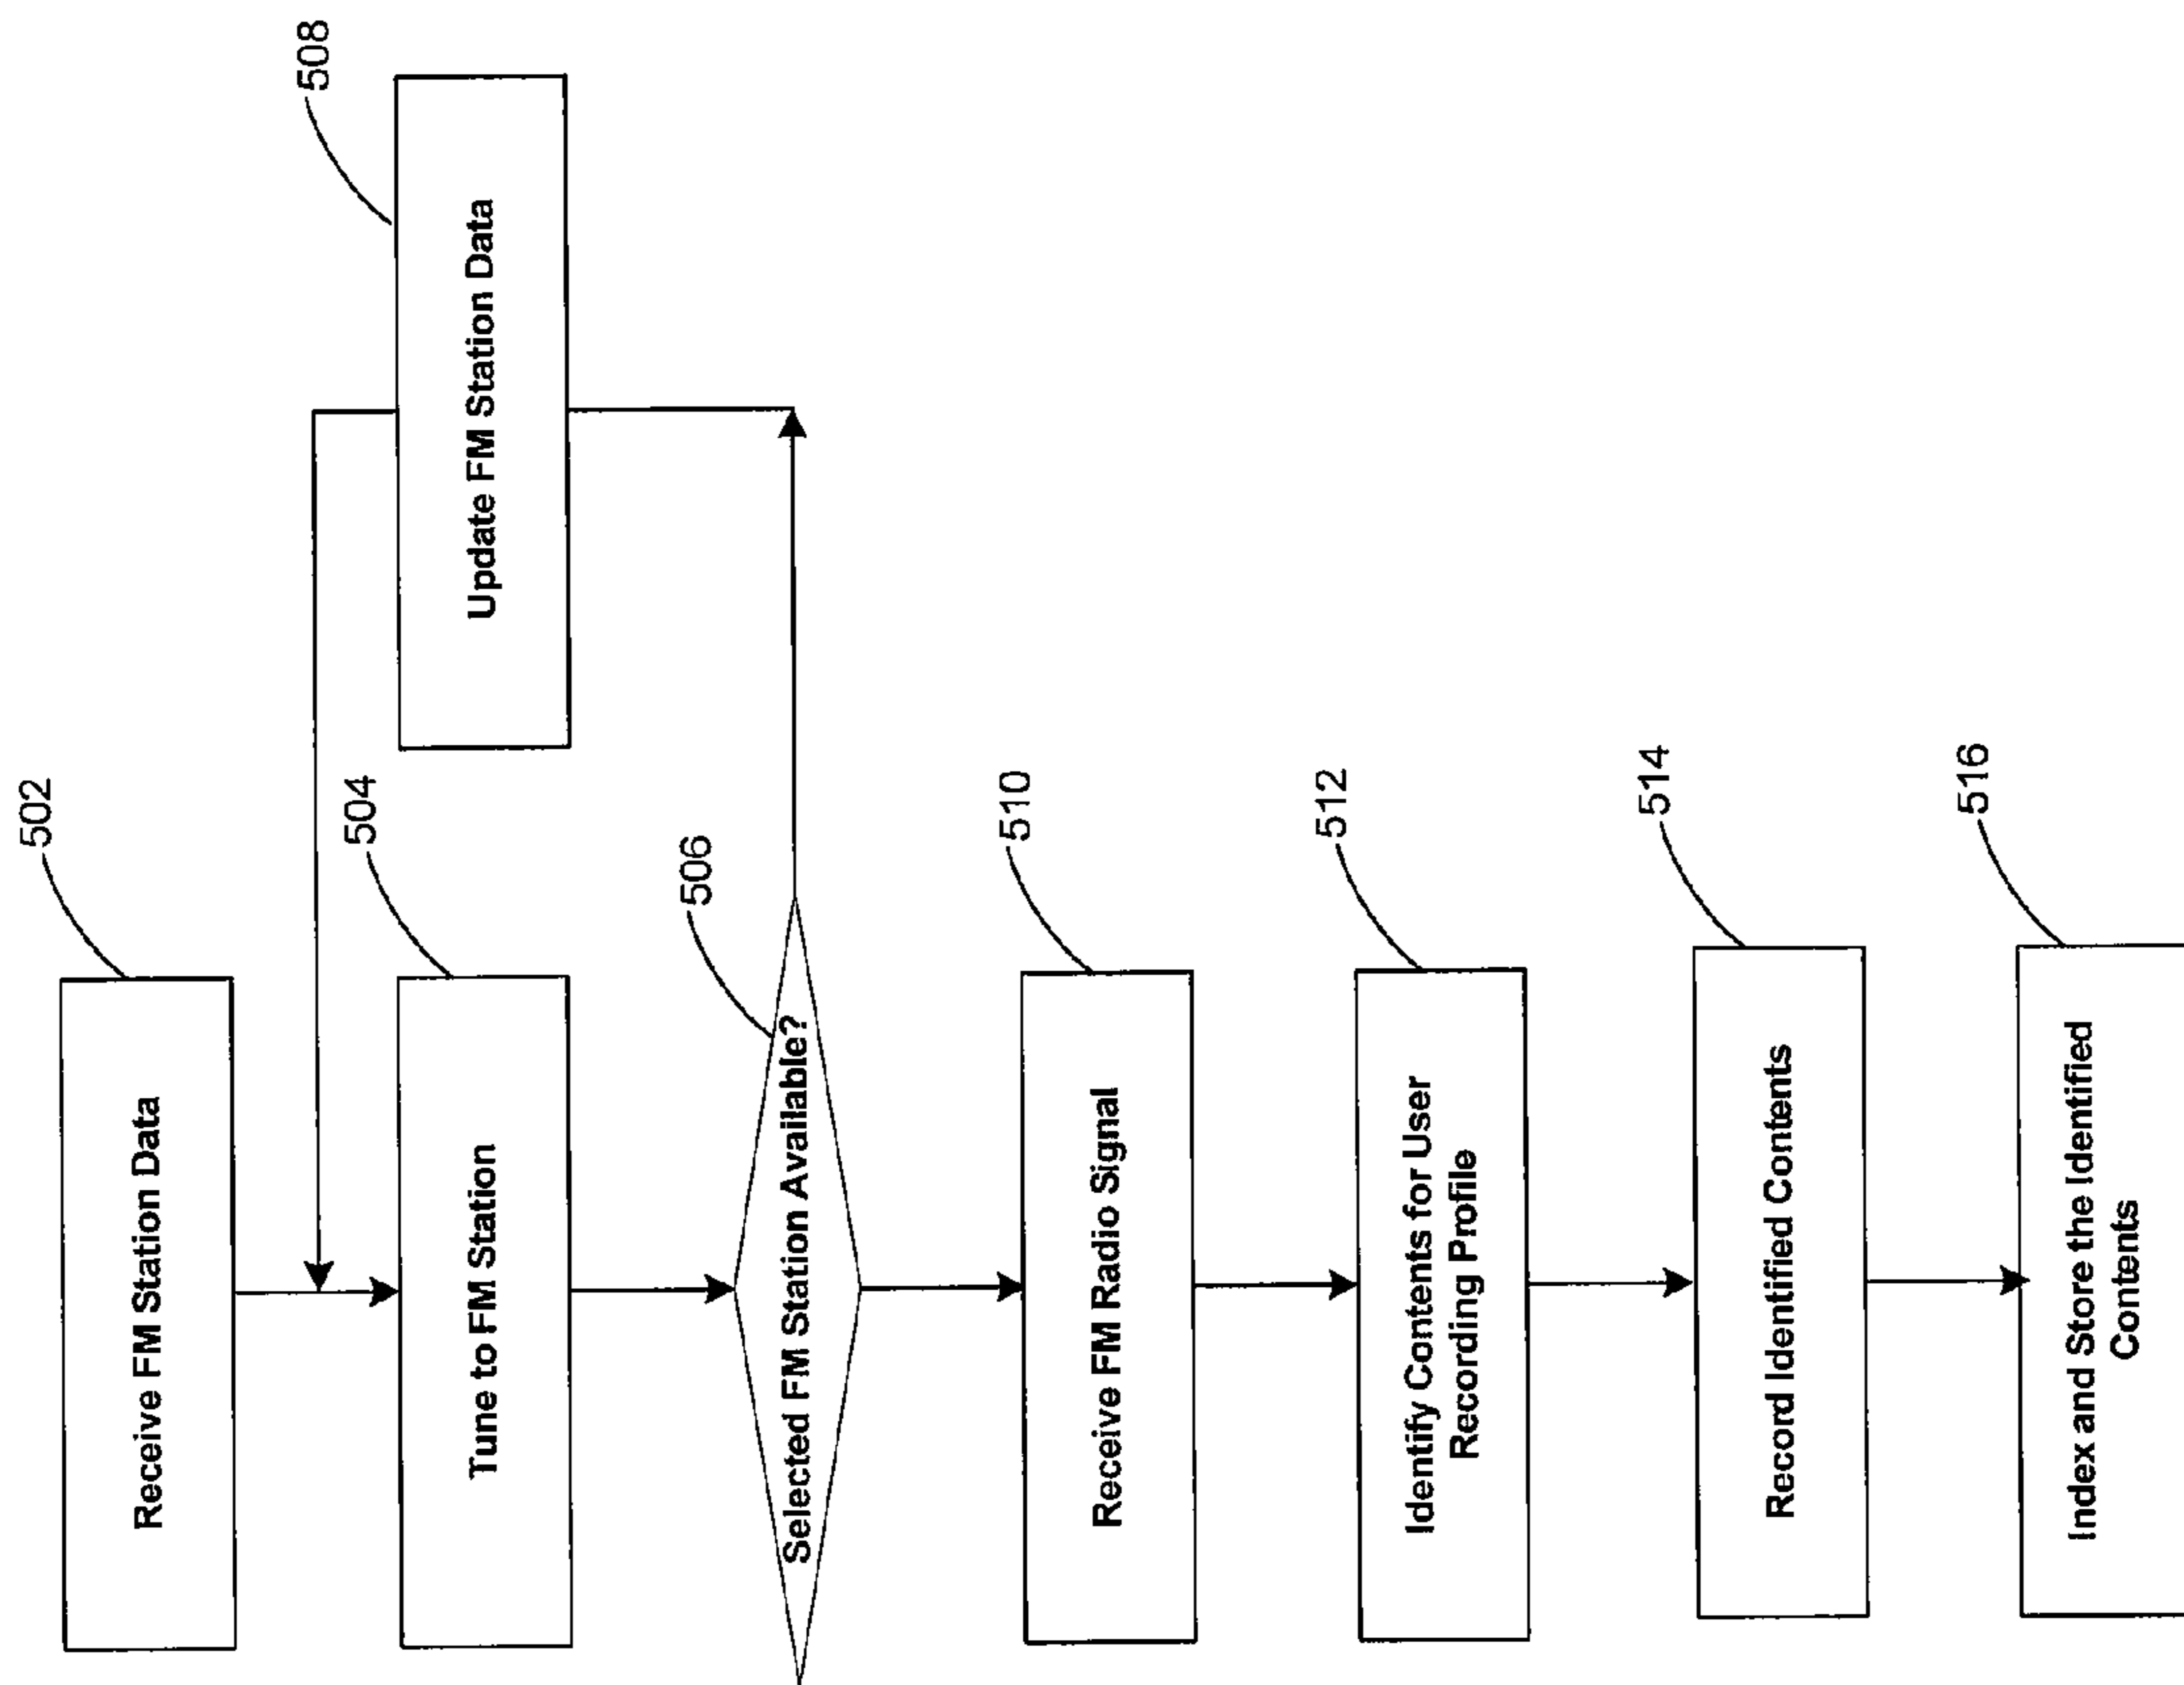 502
Receive FM Station Data
504
Tune to FM Station
506
Selected FM Station Available?
508
Update FM Station Data
510
Receive FM Radio Signal
512
Identify Contents for User
Recording Profile
514
Record Identified Contents
516
Index and Store the Identified
Contents